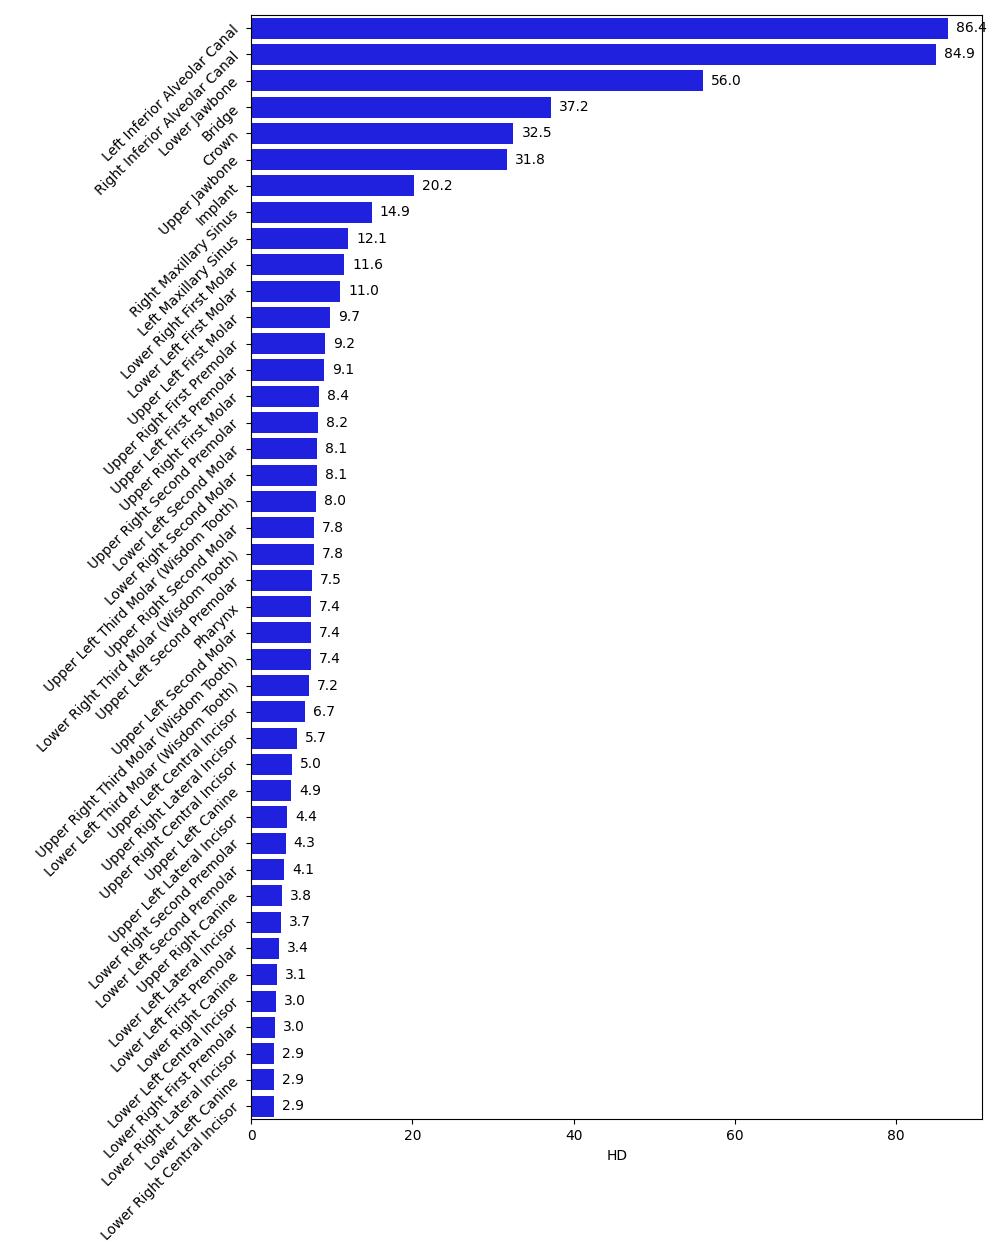 Left Inferior Alveolar Canal 86.4
Right Inferior Alveolar Canal 84.9
Lower Jawbone 56.0
Bridge 37.2
Crown 32.5
Upper Jawbone 31.8
Implant 20.2
Right Maxillary Sinus 14.9
Left Maxillary Sinus 12.1
Lower Right First Molar 11.6
Lower Left First Molar 11.0
Upper Left First Molar 9.7
Upper Right First Premolar 9.2
Upper Left First Premolar 9.1
Upper Right First Molar 8.4
Upper Right Second Premolar 8.2
Lower Left Second Molar 8.1
Lower Right Second Molar 8.1
Upper Left Third Molar (Wisdom Tooth) 8.0
Upper Right Second Molar 7.8
Lower Right Third Molar (Wisdom Tooth) 7.8
Upper Left Second Premolar 7.5
Pharynx 7.4
Upper Left Second Molar 7.4
Upper Right Third Molar (Wisdom Tooth) 7.4
Lower Left Third Molar (Wisdom Tooth) 7.2
Upper Left Central Incisor 6.7
Upper Right Lateral Incisor 5.7
Upper Right Central Incisor 5.0
Upper Left Canine 4.9
Upper Left Lateral Incisor 4.4
Lower Right Second Premolar 4.3
Lower Left Second Premolar 4.1
Upper Right Canine 3.8
Lower Left Lateral Incisor 3.7
Lower Left First Premolar 3.4
Lower Right Canine 3.1
Lower Left Central Incisor 3.0
Lower Right First Premolar 3.0
Lower Right Lateral Incisor 2.9
Lower Left Canine 2.9
Lower Right Central Incisor 2.9
0 20 40 60 80
HD